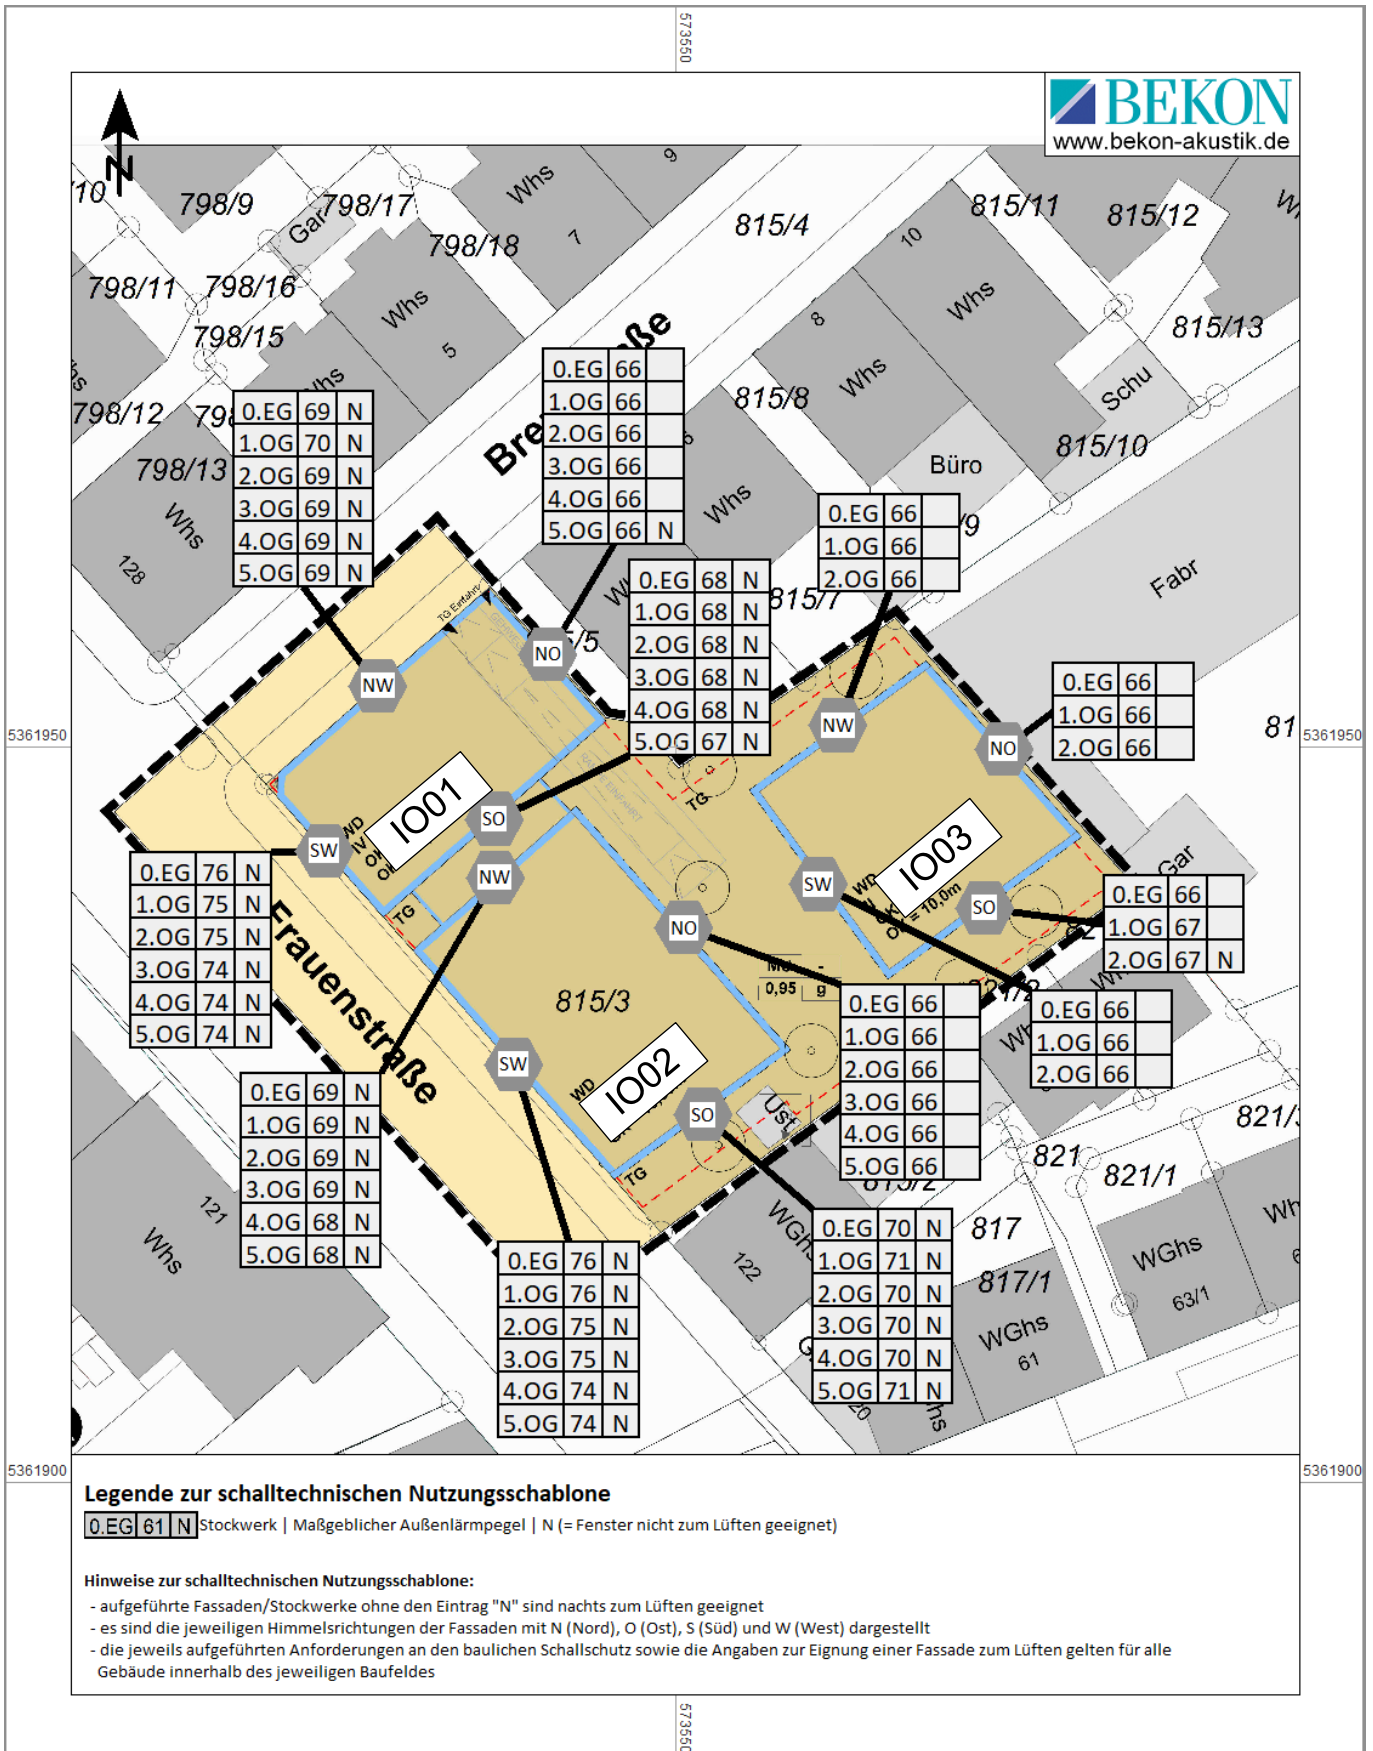 573550
BEKON
www.bekon-akustik.de
N
/10
798/9
798/17
Gar
798/18
Whs
7
9
815/4
815/11
815/12
798/11
798/16
798/15
Whs
5
10
8
Whs
Whs
815/13
Schu
815/8
815/10
Büro
798/12
798/13
Whs
128
Whs
Fabr
815/7
0.EG 69 N
1.OG 70 N
2.OG 69 N
3.OG 69 N
4.OG 69 N
5.OG 69 N
0.EG 66
1.OG 66
2.OG 66
3.OG 66
4.OG 66
5.OG 66 N
0.EG 66
1.OG 66
2.OG 66
0.EG 68 N
1.OG 68 N
2.OG 68 N
3.OG 68 N
4.OG 68 N
5.OG 67 N
0.EG 66
1.OG 66
2.OG 66
TG Einfahrt
NW
NO
NW
NO
5361950
5361950
TG
IO01
SO
SW
NW
SW
IO03
SO
WD
WD
OK = 10,0m
Gar
0.EG 76 N
1.OG 75 N
2.OG 75 N
3.OG 74 N
4.OG 74 N
5.OG 74 N
Frauenstraße
TG
NO
0,95
g
815/3
0.EG 66
1.OG 67
2.OG 67 N
0.EG 66
1.OG 66
2.OG 66
3.OG 66
4.OG 66
5.OG 66
0.EG 66
1.OG 66
2.OG 66
SW
IO02
WD
SO
TG
0.EG 69 N
1.OG 69 N
2.OG 69 N
3.OG 69 N
4.OG 68 N
5.OG 68 N
121
Whs
815/2
821
821/1
817
817/1
122
WGhs
63/1
WGhs
61
0.EG 76 N
1.OG 76 N
2.OG 75 N
3.OG 75 N
4.OG 74 N
5.OG 74 N
0.EG 70 N
1.OG 71 N
2.OG 70 N
3.OG 70 N
4.OG 70 N
5.OG 71 N
5361900
5361900
Legende zur schalltechnischen Nutzungsschablone
0.EG 61 N Stockwerk | Maßgeblicher Außenlärmpegel | N (= Fenster nicht zum Lüften geeignet)
Hinweise zur schalltechnischen Nutzungsschablone:
- aufgeführte Fassaden/Stockwerke ohne den Eintrag "N" sind nachts zum Lüften geeignet
- es sind die jeweiligen Himmelsrichtungen der Fassaden mit N (Nord), O (Ost), S (Süd) und W (West) dargestellt
- die jeweils aufgeführten Anforderungen an den baulichen Schallschutz sowie die Angaben zur Eignung einer Fassade zum Lüften gelten für alle
Gebäude innerhalb des jeweiligen Baufeldes
573550